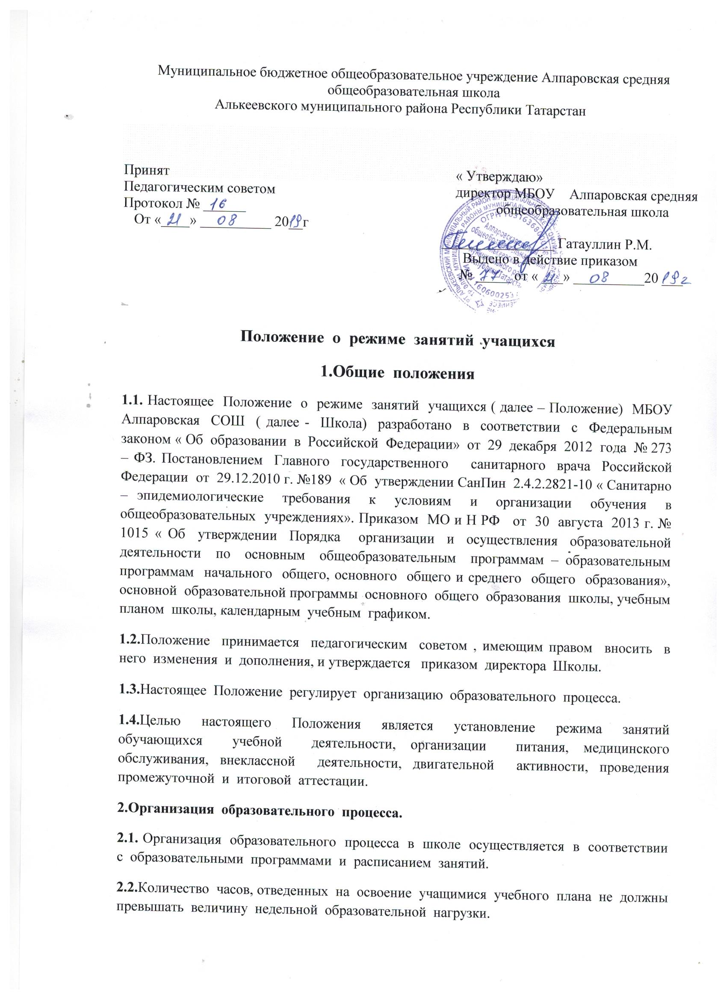 Муниципальное бюджетное общеобразовательное учреждение Алпаровская средняя
общеобразовательная школа
Алькеевского муниципального района Республики Татарстан
Принят
Педагогическим советом
Протокол № 16
От «21» 08 2019г
« Утверждаю»
директор МБОУ Алпаровская средняя
общеобразовательная школа
Гатауллин Р.М.
Выдено в действие приказом
№ 77 от « 21 » 08 20 19г
Положение о режиме занятий учащихся
1.Общие положения
1.1. Настоящее Положение о режиме занятий учащихся ( далее – Положение) МБОУ
Алпаровская СОШ ( далее - Школа) разработано в соответствии с Федеральным
законом « Об образовании в Российской Федерации» от 29 декабря 2012 года № 273
– ФЗ. Постановлением Главного государственного санитарного врача Российской
Федерации от 29.12.2010 г. №189 « Об утверждении СанПин 2.4.2.2821-10 « Санитарно
– эпидемиологические требования к условиям и организации обучения в
общеобразовательных учреждениях». Приказом МО и Н РФ от 30 августа 2013 г. №
1015 « Об утверждении Порядка организации и осуществления образовательной
деятельности по основным общеобразовательным программам – образовательным
программам начального общего, основного общего и среднего общего образования»,
основной образовательной программы основного общего образования школы, учебным
планом школы, календарным учебным графиком.
1.2.Положение принимается педагогическим советом , имеющим правом вносить в
него изменения и дополнения, и утверждается приказом директора Школы.
1.3.Настоящее Положение регулирует организацию образовательного процесса.
1.4.Целью настоящего Положения является установление режима занятий
обучающихся учебной деятельности, организации питания, медицинского
обслуживания, внеклассной деятельности, двигательной активности, проведения
промежуточной и итоговой аттестации.
2.Организация образовательного процесса.
2.1. Организация образовательного процесса в школе осуществляется в соответствии
с образовательными программами и расписанием занятий.
2.2.Количество часов, отведенных на освоение учащимися учебного плана не должны
превышать величину недельной образовательной нагрузки.